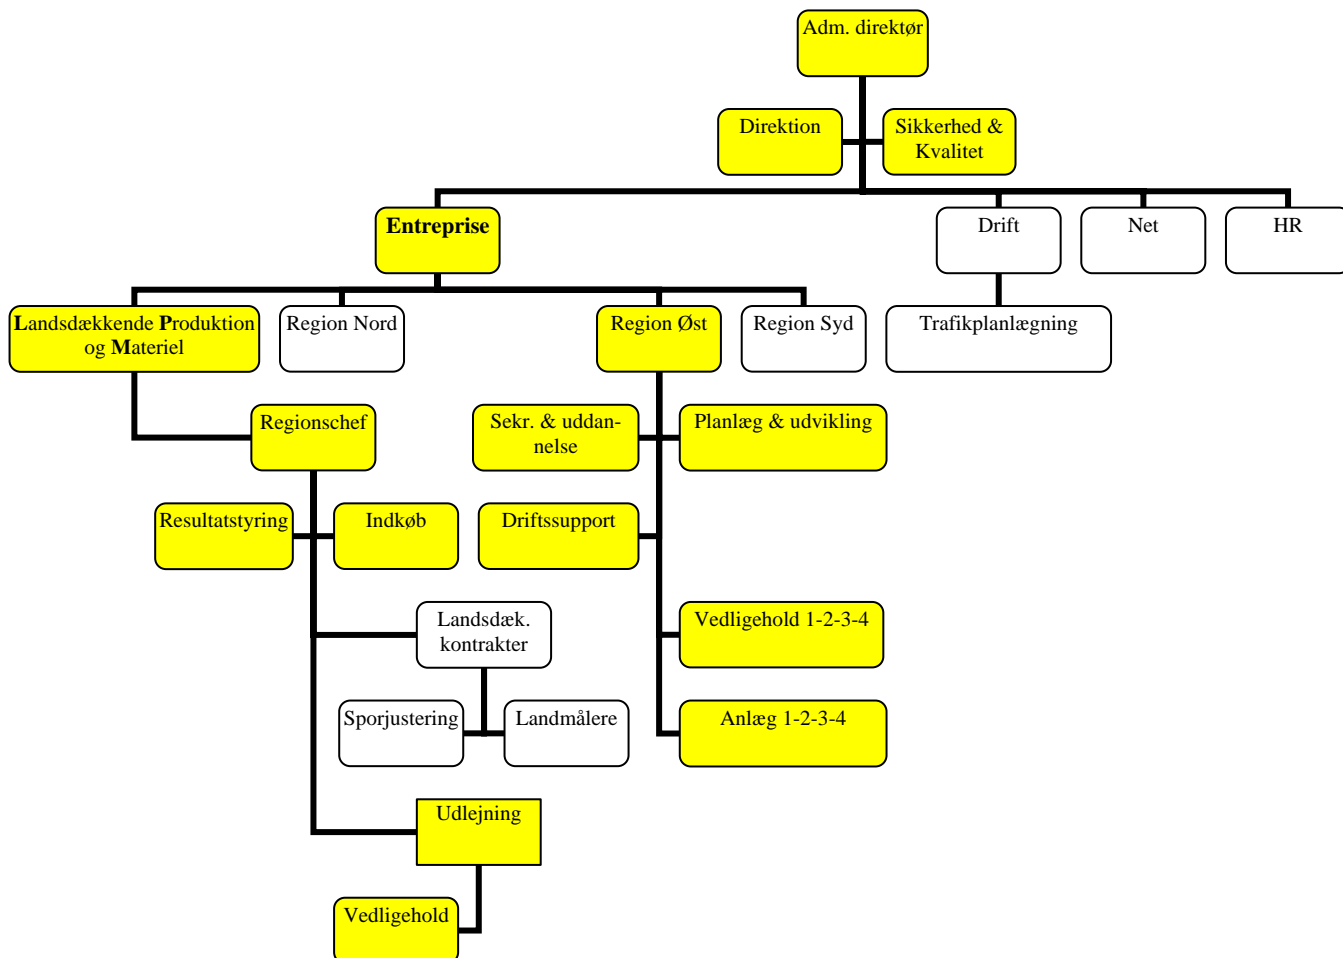 Adm. direktør
Direktion
Sikkerhed &
Kvalitet
Entreprise
Drift
Net
HR
Landsdækkende Produktion
og Materiel
Region Nord
Region Øst
Region Syd
Trafikplanlægning
Regionschef
Sekr. & uddan-
nelse
Planlæg & udvikling
Resultatstyring
Indkøb
Driftssupport
Landsdæk.
kontrakter
Vedligehold 1-2-3-4
Sporjustering
Landmålere
Anlæg 1-2-3-4
Udlejning
Vedligehold